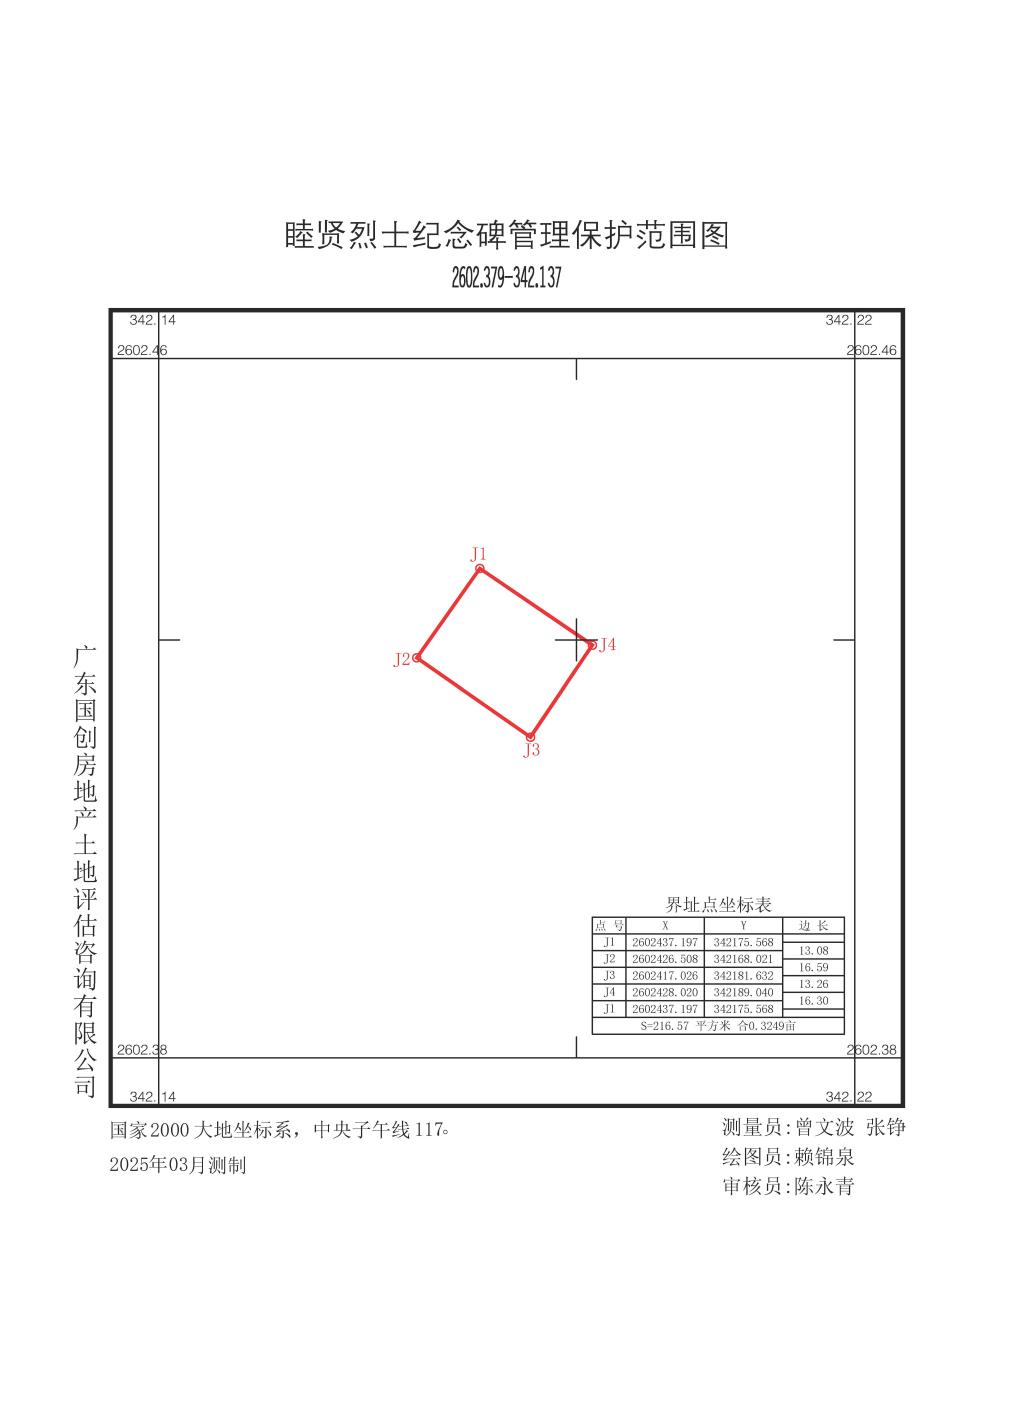 睦贤烈士纪念碑管理保护范围图
2602.379-342.137
342. 14
342. 22
2602.46
2602.46
J1
J2
J4
J3
广东国创房地产土地评估咨询有限公司
界址点坐标表
点 号 X Y 边 长
J1 2602437.197 342175.568
13.08
J2 2602426.508 342168.021
16.59
J3 2602417.026 342181.632
13.26
J4 2602428.020 342189.040
16.30
J1 2602437.197 342175.568
S=216.57 平方米 合0.3249亩
2602.38
2602.38
342. 14
342. 22
国家2000大地坐标系，中央子午线117。
2025年03月测制
测量员:曾文波 张铮
绘图员:赖锦泉
审核员:陈永青